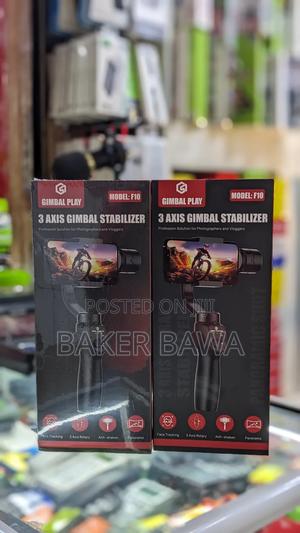 GIMBAL PLAY
MODEL: F10
3 AXIS GIMBAL STABILIZER
Professional Solution for Photographers and Vloggers
Face Tracking
3 Axis Rotary
Anti-shaken
Panorama
GIMBAL PLAY
MODEL: F10
3 AXIS GIMBAL STABILIZER
Professional Solution for Photographers and Vloggers
Face Tracking
3 Axis Rotary
Anti-shaken
Panorama
POSTED ON JIJI
BAKER BAWA